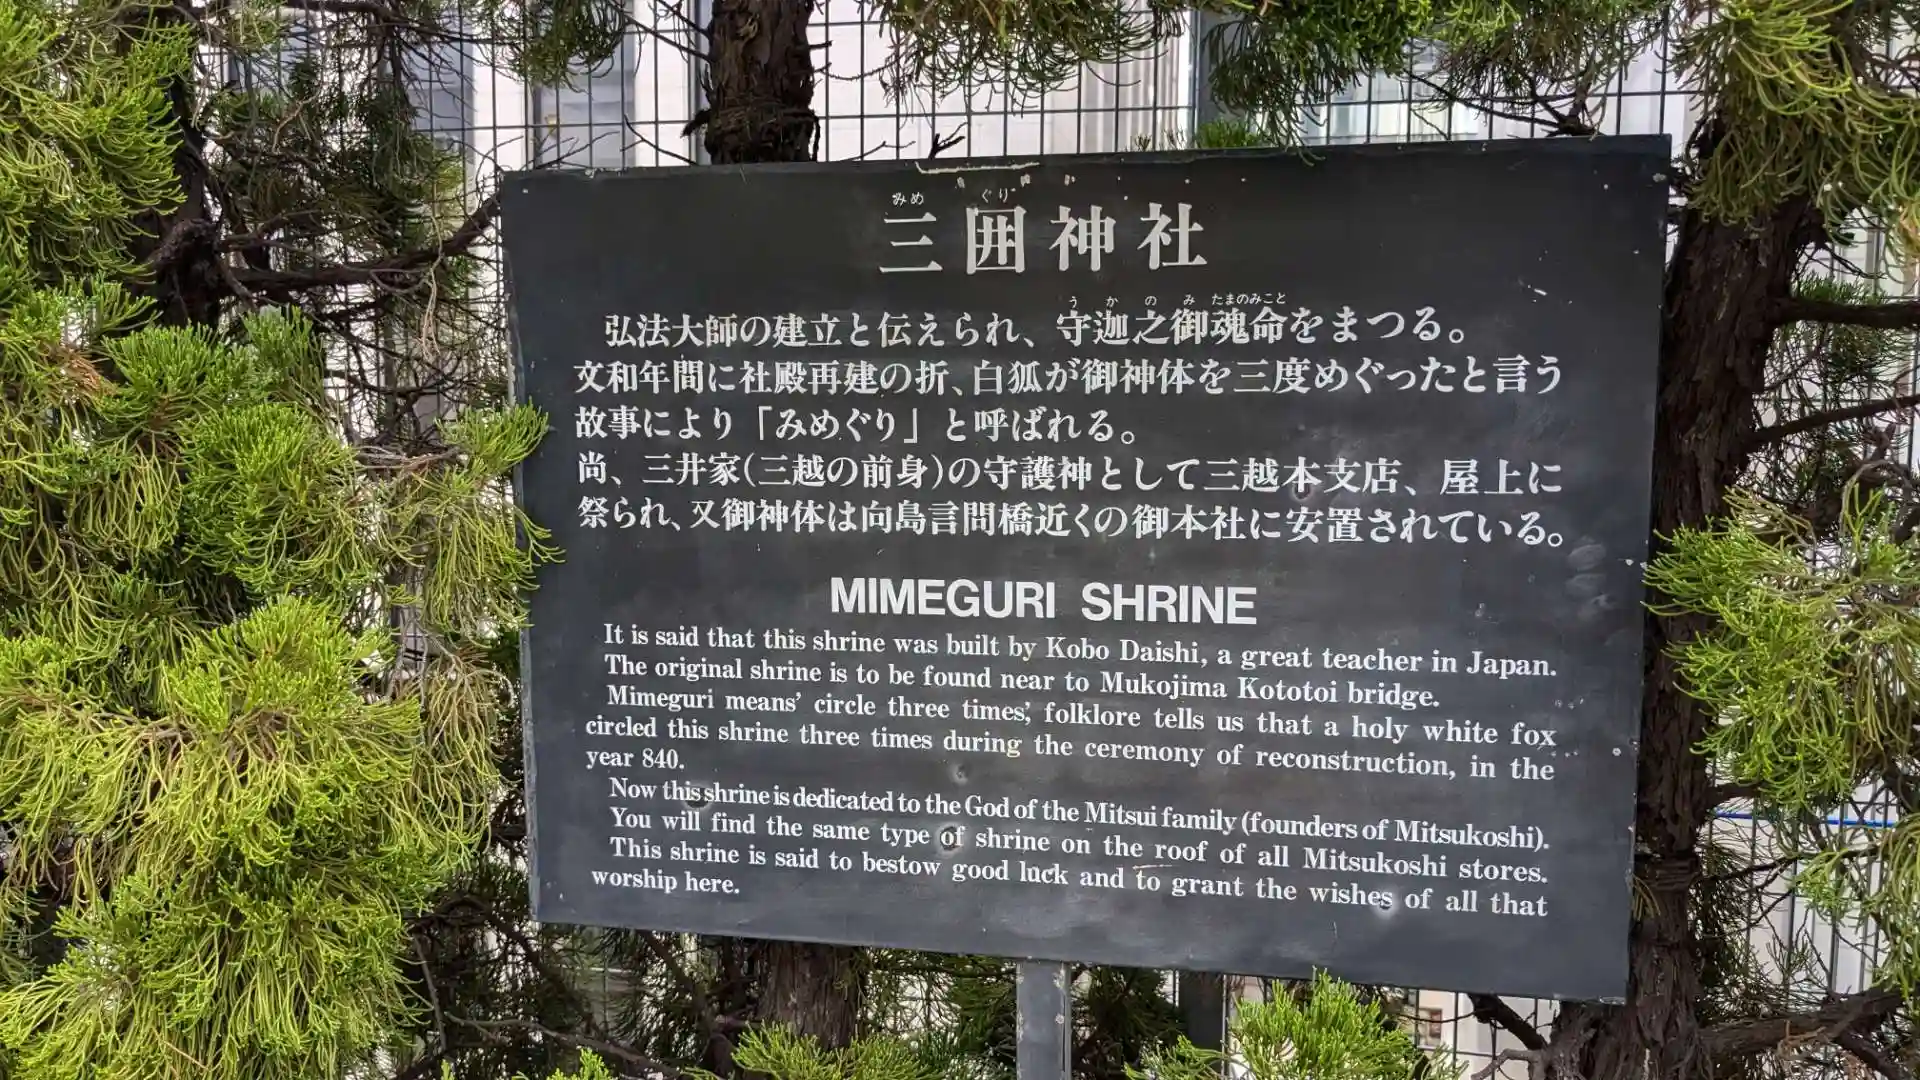 みめ ぐり
三囲神社
う か の み たまのみこと
弘法大師の建立と伝えられ、守迦之御魂命をまつる。
文和年間に社殿再建の折、白狐が御神体を三度めぐったと言う
故事により「みめぐり」と呼ばれる。
尚、三井家(三越の前身)の守護神として三越本支店、屋上に
祭られ、又御神体は向島言問橋近くの御本社に安置されている。
MIMEGURI SHRINE
It is said that this shrine was built by Kobo Daishi, a great teacher in Japan.
The original shrine is to be found near to Mukojima Kototoi bridge.
Mimeguri means’ circle three times’, folklore tells us that a holy white fox
circled this shrine three times during the ceremony of reconstruction, in the
year 840.
Now this shrine is dedicated to the God of the Mitsui family (founders of Mitsukoshi).
You will find the same type of shrine on the roof of all Mitsukoshi stores.
This shrine is said to bestow good luck and to grant the wishes of all that
worship here.